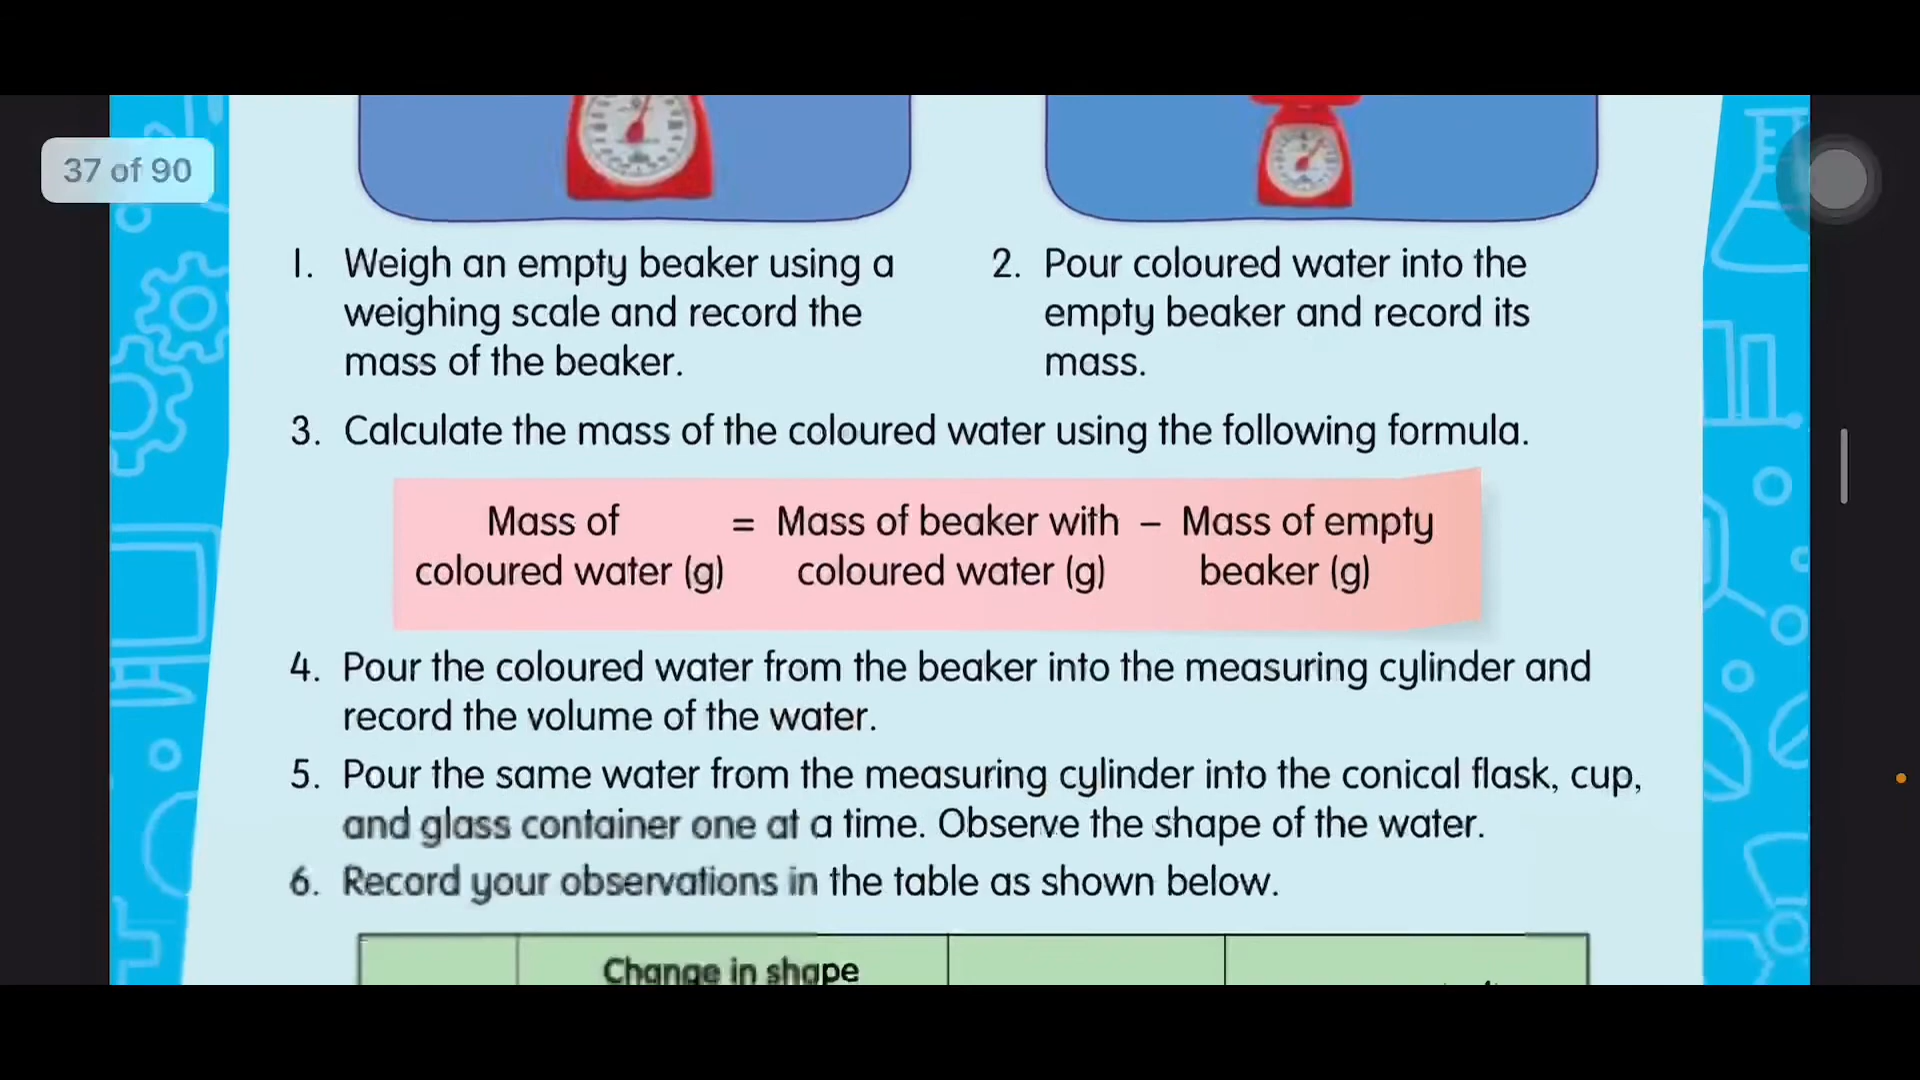 37 of 90
1. Weigh an empty beaker using a
weighing scale and record the
mass of the beaker.
2. Pour coloured water into the
empty beaker and record its
mass.
3. Calculate the mass of the coloured water using the following formula.
Mass of = Mass of beaker with – Mass of empty
coloured water (g) coloured water (g) beaker (g)
4. Pour the coloured water from the beaker into the measuring cylinder and
record the volume of the water.
5. Pour the same water from the measuring cylinder into the conical flask, cup,
and glass container one at a time. Observe the shape of the water.
6. Record your observations in the table as shown below.
Change in shape